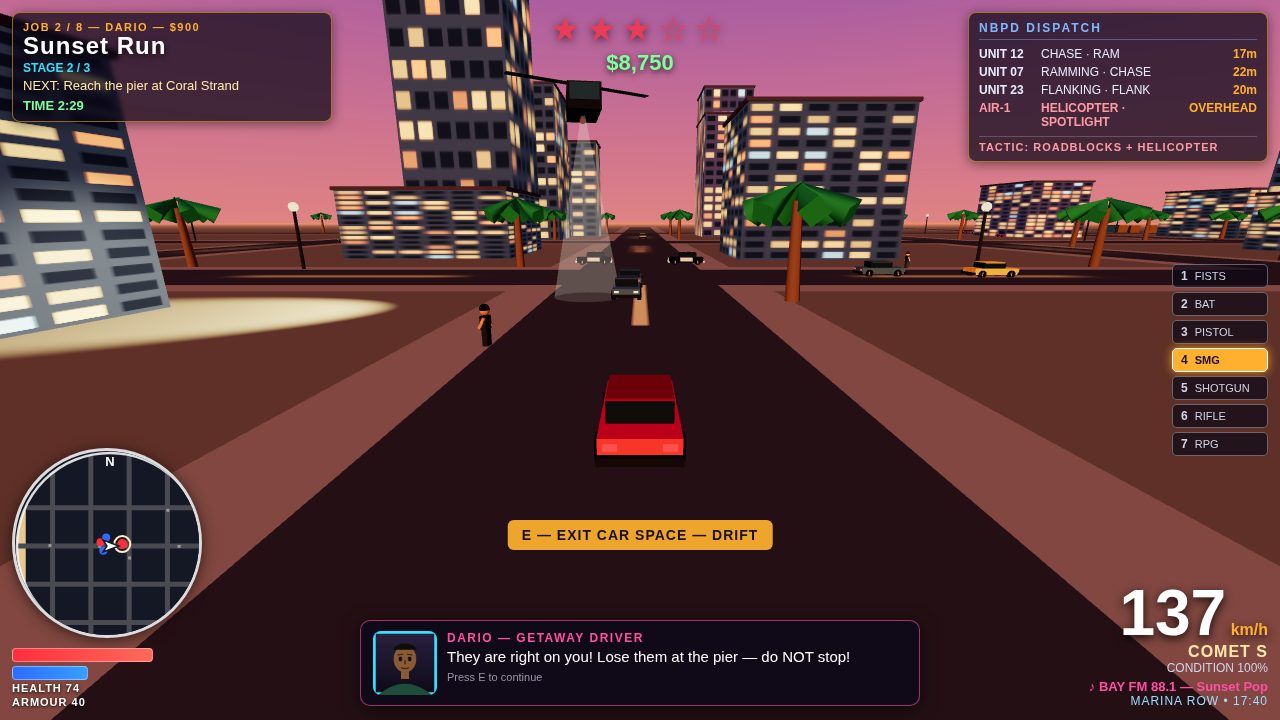 JOB 2 / 8 — DARIO — $900
Sunset Run
STAGE 2 / 3
NEXT: Reach the pier at Coral Strand
TIME 2:29
$8,750
NBPD DISPATCH
UNIT 12 CHASE · RAM 17m
UNIT 07 RAMMING · CHASE 22m
UNIT 23 FLANKING · FLANK 20m
AIR-1 HELICOPTER · OVERHEAD
SPOTLIGHT
TACTIC: ROADBLOCKS + HELICOPTER
1 FISTS
2 BAT
3 PISTOL
4 SMG
5 SHOTGUN
6 RIFLE
7 RPG
N
E — EXIT CAR SPACE — DRIFT
HEALTH 74
ARMOUR 40
DARIO — GETAWAY DRIVER
They are right on you! Lose them at the pier — do NOT stop!
Press E to continue
137 km/h
COMET S
CONDITION 100%
♪ BAY FM 88.1 — Sunset Pop
MARINA ROW • 17:40